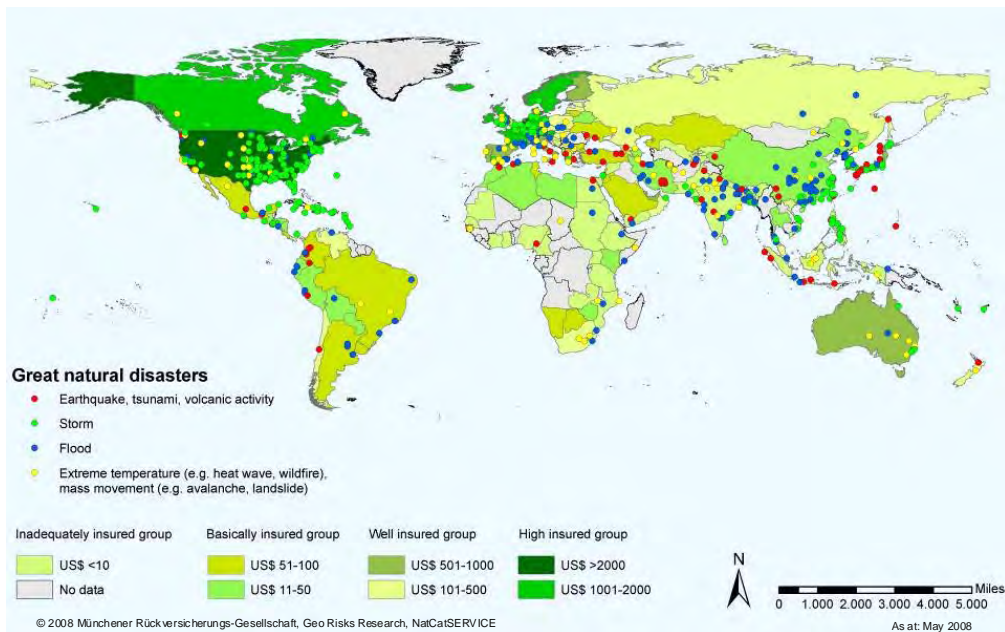 Great natural disasters
Earthquake, tsunami, volcanic activity
Storm
Flood
Extreme temperature (e.g. heat wave, wildfire),
mass movement (e.g. avalanche, landslide)
Inadequately insured group
US$ <10
No data
Basically insured group
US$ 51-100
US$ 11-50
Well insured group
US$ 501-1000
US$ 101-500
High insured group
US$ >2000
US$ 1001-2000
N
Miles
0 1.000 2.000 3.000 4.000 5.000
© 2008 Münchener Rückversicherungs-Gesellschaft, Geo Risks Research, NatCatSERVICE
As at: May 2008